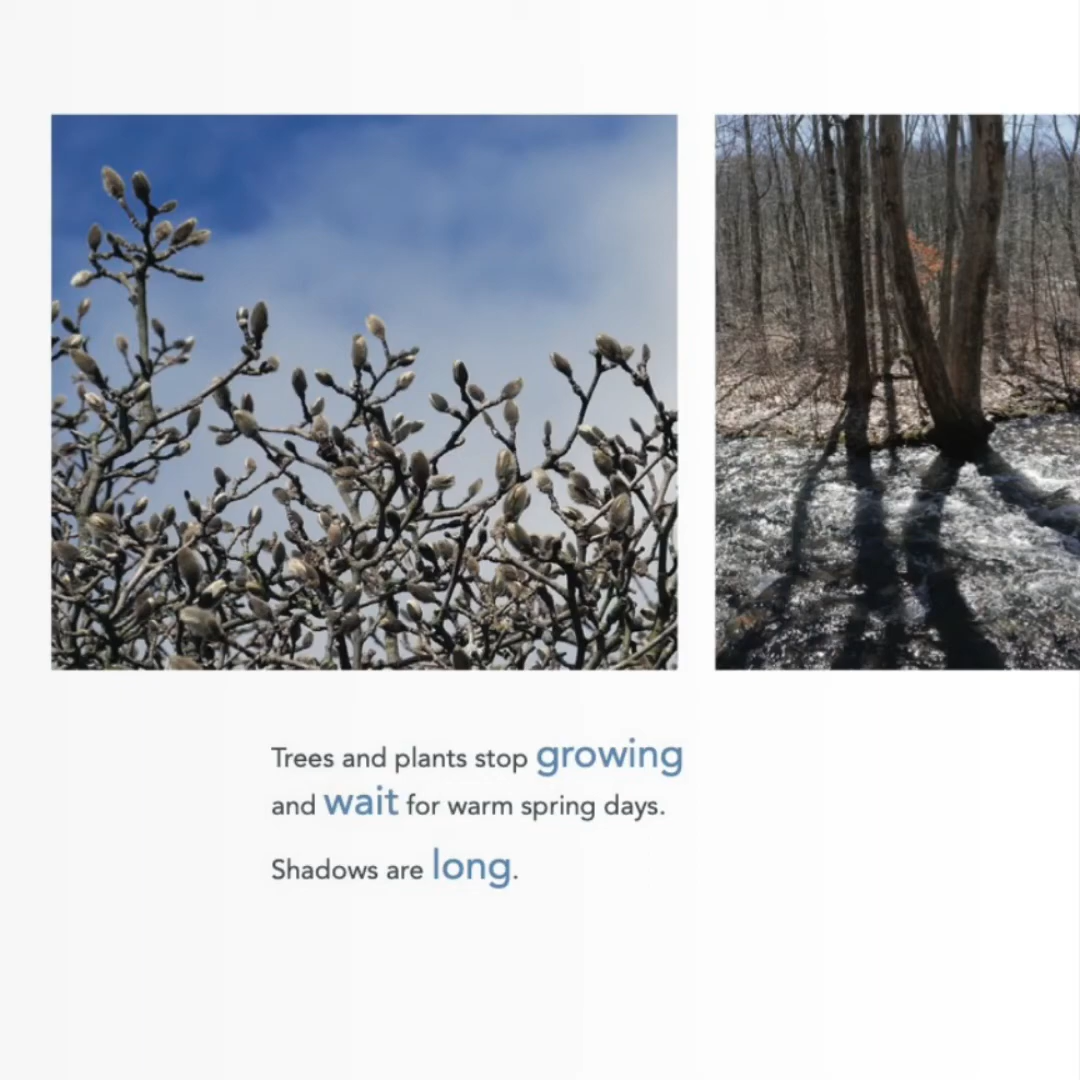 Trees and plants stop growing
and wait for warm spring days.
Shadows are long.